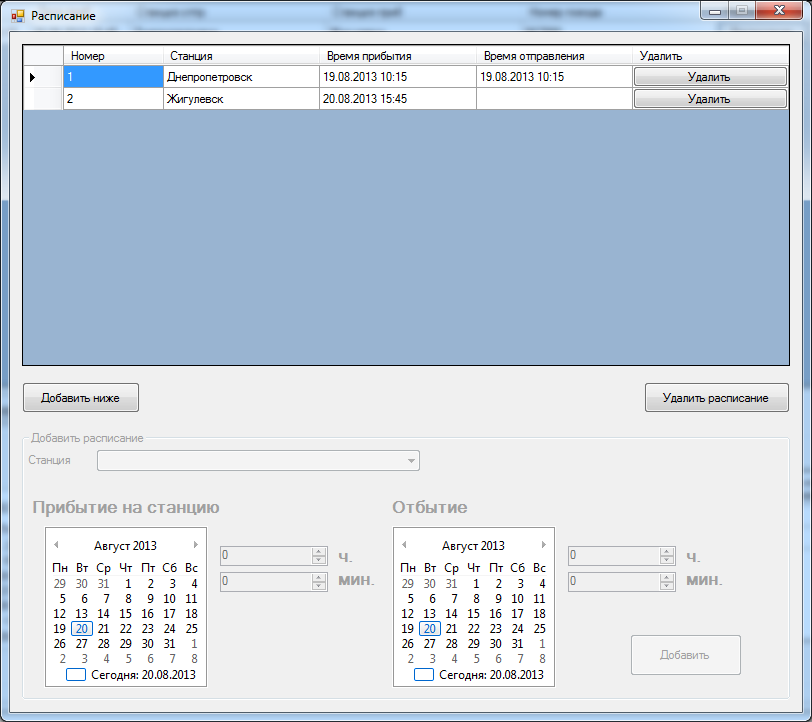 Расписание
Номер Станция Время прибытия Время отправления Удалить
1 Днепропетровск 19.08.2013 10:15 19.08.2013 10:15 Удалить
2 Жигулевск 20.08.2013 15:45 Удалить
Добавить ниже Удалить расписание
Добавить расписание
Станция
Прибытие на станцию Отбытие
Август 2013 0 ч. Август 2013 0 ч.
Пн Вт Ср Чт Пт Сб Вс Пн Вт Ср Чт Пт Сб Вс
29 30 31 1 2 3 4 0 мин. 29 30 31 1 2 3 4 0 мин.
5 6 7 8 9 10 11 5 6 7 8 9 10 11
12 13 14 15 16 17 18 12 13 14 15 16 17 18
19 20 21 22 23 24 25 19 20 21 22 23 24 25
26 27 28 29 30 31 1 26 27 28 29 30 31 1
2 3 4 5 6 7 8 2 3 4 5 6 7 8
Добавить
Сегодня: 20.08.2013 Сегодня: 20.08.2013